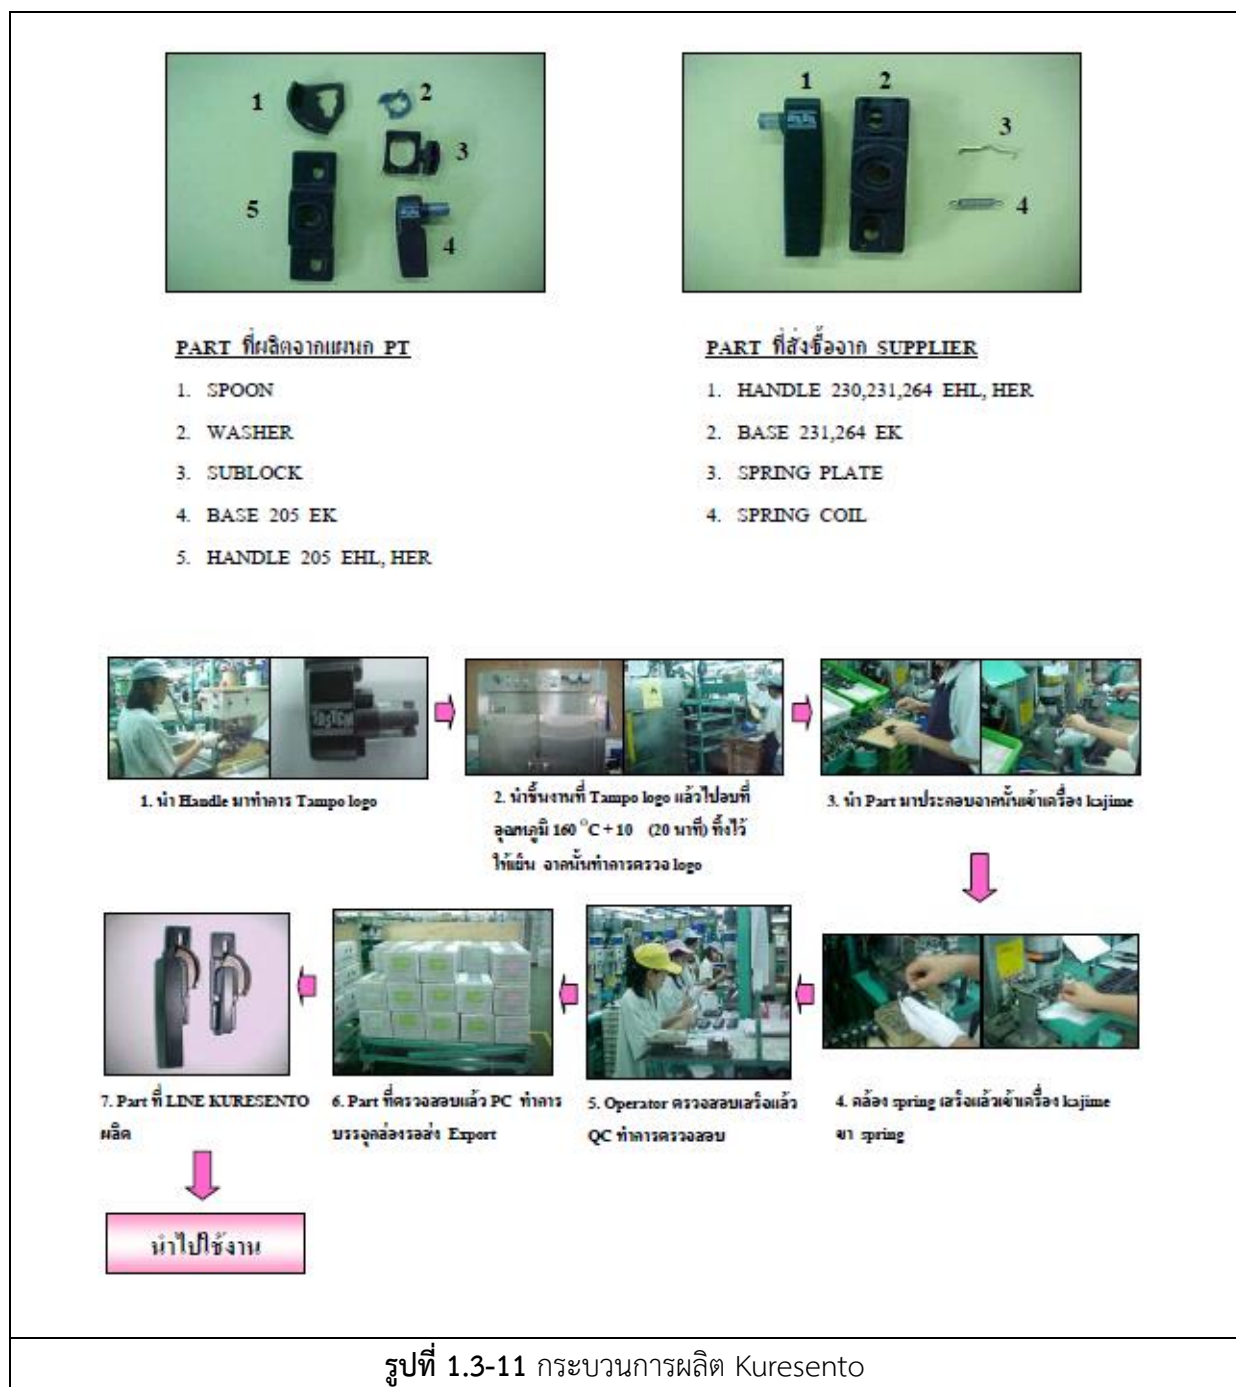 1
2
3
5
4
1
2
3
4
PART ที่ผลิตจากแผนก PT
1. SPOON
2. WASHER
3. SUBLOCK
4. BASE 205 EK
5. HANDLE 205 EHL, HER
PART ที่สั่งซื้อจาก SUPPLIER
1. HANDLE 230,231,264 EHL, HER
2. BASE 231,264 EK
3. SPRING PLATE
4. SPRING COIL
1. นำ Handle มาทำการ Tampo logo
2. นำชิ้นงานที่ Tampo logo แล้วไปอบที่
อุณหภูมิ 160 °C + 10 (20 นาที) ทิ้งไว้
ให้เย็น จากนั้นทำการตรวจ logo
3. นำ Part มาประกอบจากนั้นเข้าเครื่อง kajime
4. คล้อง spring เสร็จแล้วเข้าเครื่อง kajime
ขา spring
5. Operator ตรวจสอบเสร็จแล้ว
QC ทำการตรวจสอบ
6. Part ที่ตรวจสอบแล้ว PC ทำการ
บรรจุกล่องรอส่ง Export
7. Part ที่ LINE KURESENTO
ผลิต
นำไปใช้งาน
รูปที่ 1.3-11 กระบวนการผลิต Kuresento